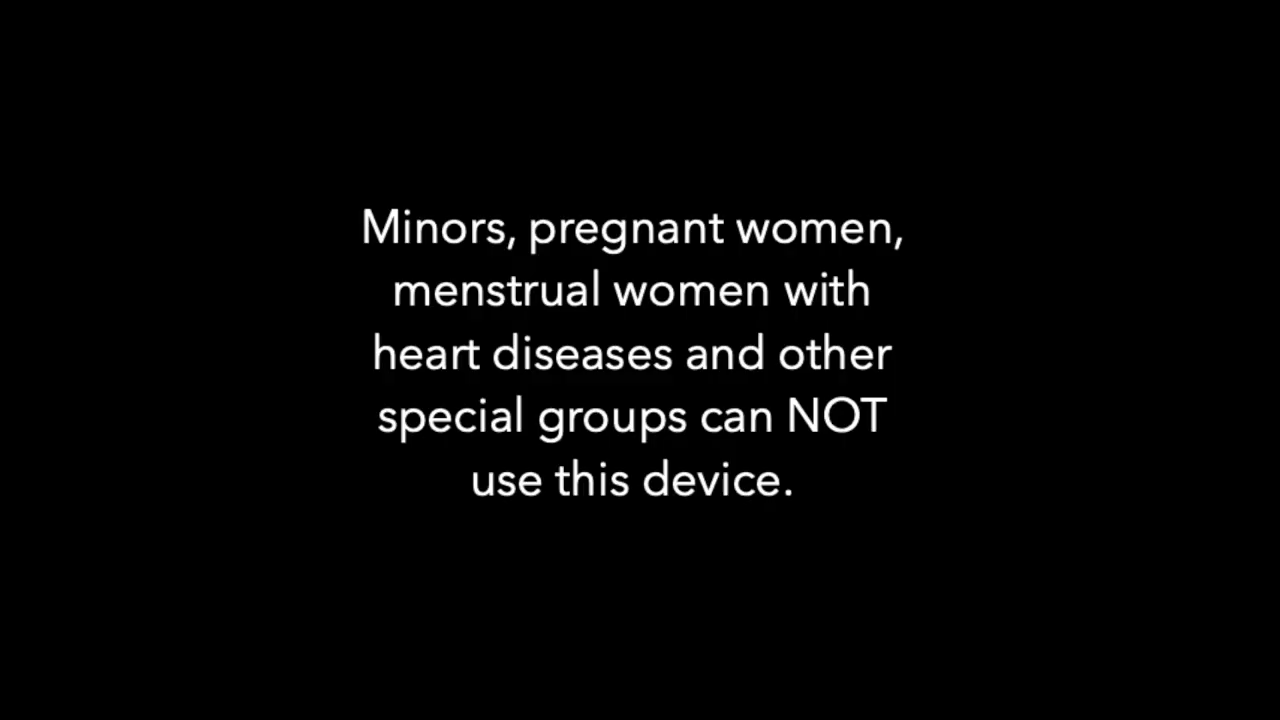 Minors, pregnant women,
menstrual women with
heart diseases and other
special groups can NOT
use this device.